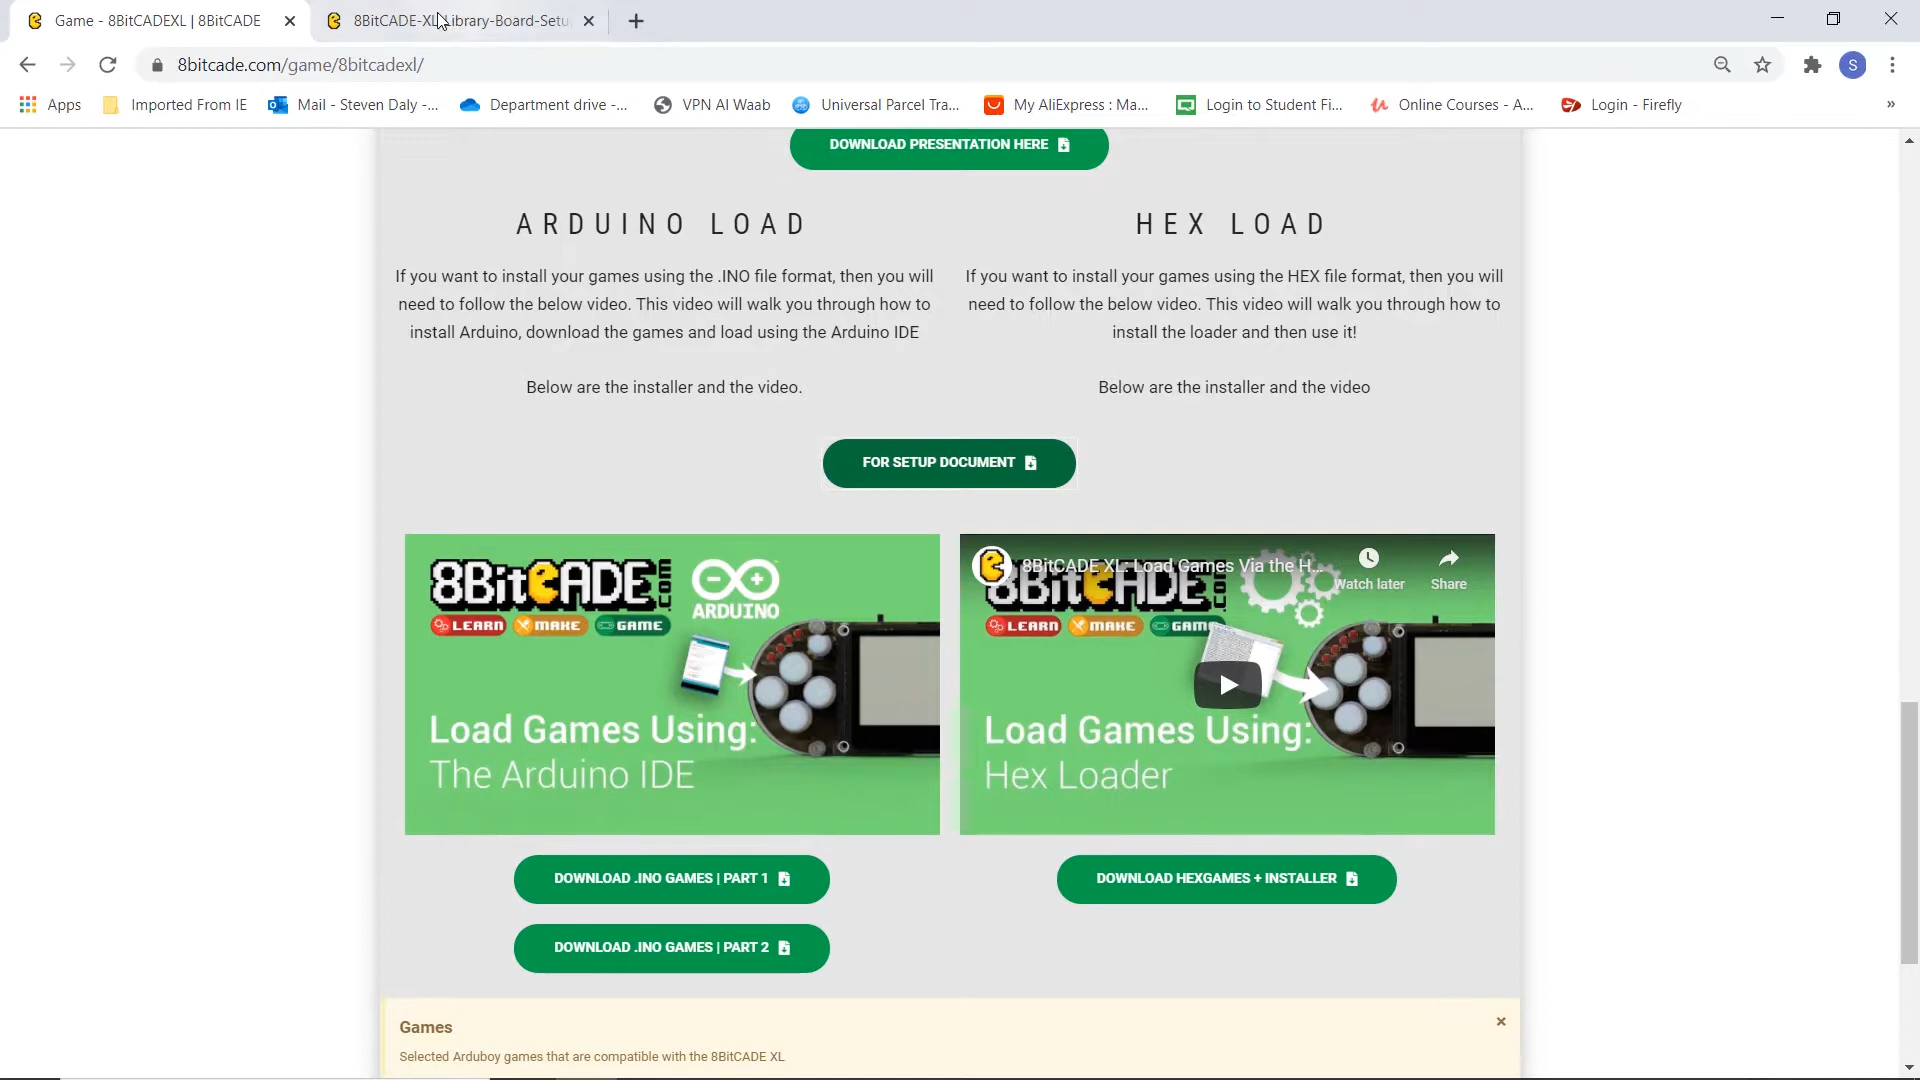 Game - 8BitCADEXL | 8BitCADE
8BitCADE-XL-Library-Board-Setu
8bitcade.com/game/8bitcadexl/
S
Apps
Imported From IE
Mail - Steven Daly -...
Department drive -...
VPN Al Waab
Universal Parcel Tra...
My AliExpress : Ma...
Login to Student Fi...
Online Courses - A...
Login - Firefly
»
DOWNLOAD PRESENTATION HERE
ARDUINO LOAD
If you want to install your games using the .INO file format, then you will
need to follow the below video. This video will walk you through how to
install Arduino, download the games and load using the Arduino IDE
Below are the installer and the video.
HEX LOAD
If you want to install your games using the HEX file format, then you will
need to follow the below video. This video will walk you through how to
install the loader and then use it!
Below are the installer and the video
FOR SETUP DOCUMENT
8BitCADE.com
LEARN MAKE GAME
ARDUINO
Load Games Using:
The Arduino IDE
8BitCADE XL: Load Games Via the H...
Watch later
Share
8BitCADE.com
LEARN MAKE GAME
Load Games Using:
Hex Loader
DOWNLOAD .INO GAMES | PART 1
DOWNLOAD HEXGAMES + INSTALLER
DOWNLOAD .INO GAMES | PART 2
Games
Selected Arduboy games that are compatible with the 8BitCADE XL